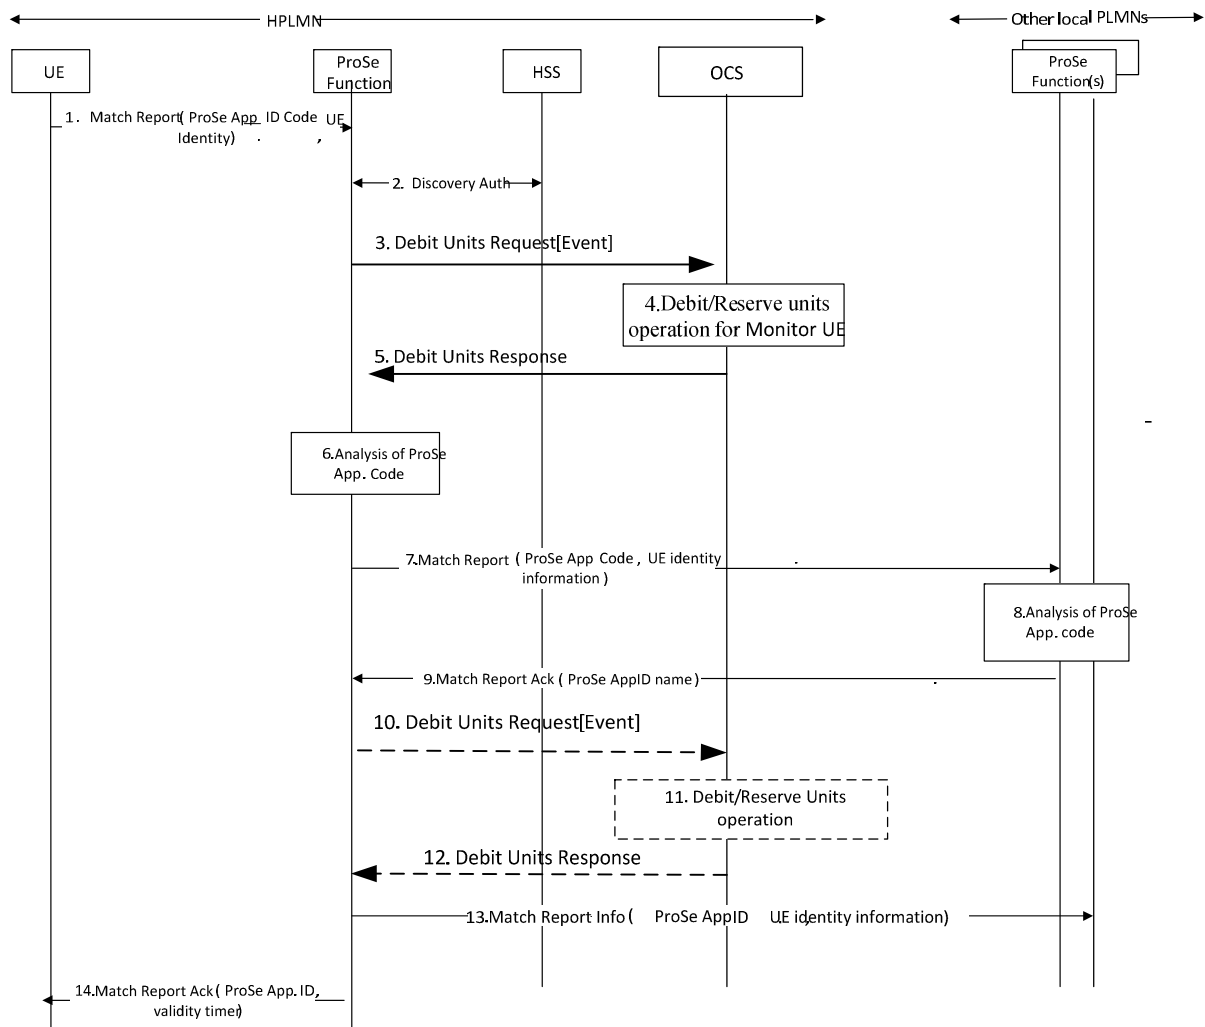 HPLMN
Other local PLMNs
UE
ProSe
Function
HSS
OCS
ProSe
Function(s)
1. Match Report( ProSe App ID Code, UE
Identity)
2. Discovery Auth
3. Debit Units Request[Event]
4.Debit/Reserve units
operation for Monitor UE
5. Debit Units Response
6.Analysis of ProSe
App. Code
7.Match Report ( ProSe App Code, UE identity
information )
8.Analysis of ProSe
App. code
9.Match Report Ack ( ProSe AppID name)
10. Debit Units Request[Event]
11. Debit/Reserve Units
operation
12. Debit Units Response
13.Match Report Info ( ProSe AppID, UE identity information)
14.Match Report Ack ( ProSe App. ID,
validity timer)